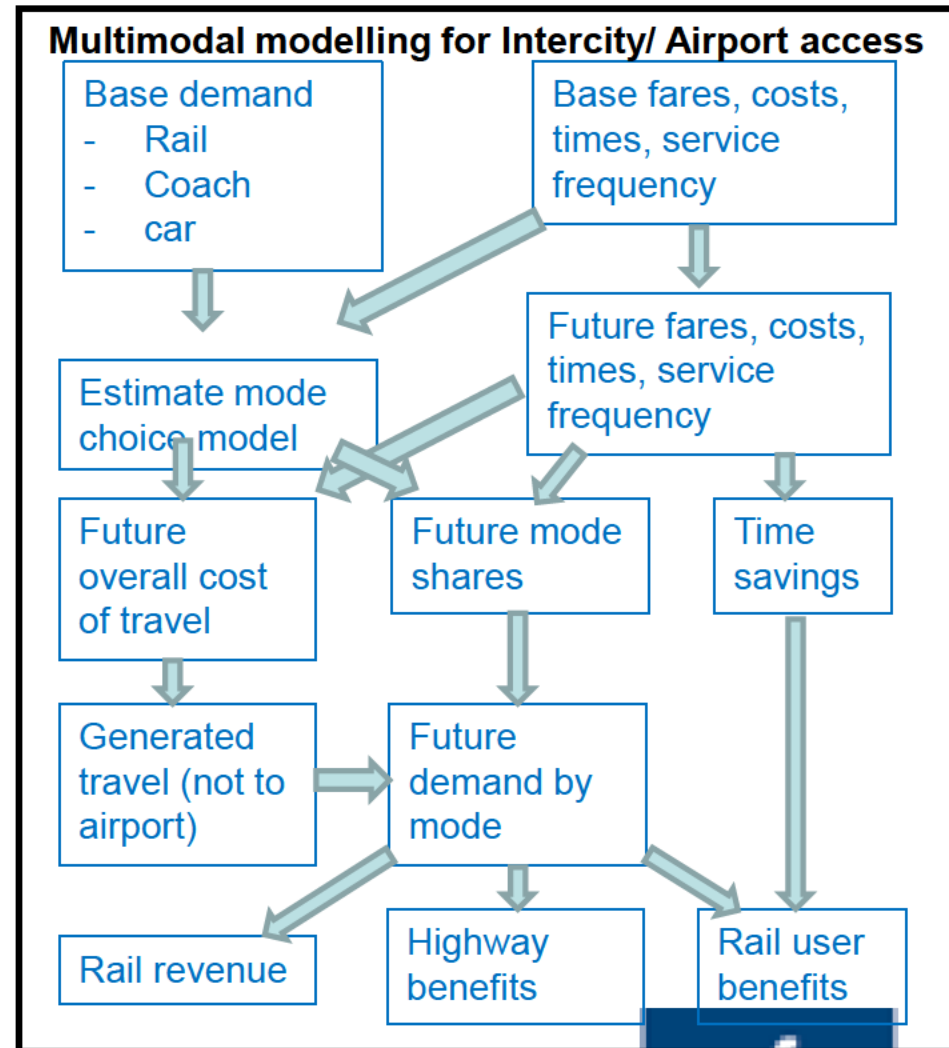 Multimodal modelling for Intercity/ Airport access
Base demand
- Rail
- Coach
- car
Base fares, costs,
times, service
frequency
Future fares, costs,
times, service
frequency
Estimate mode
choice model
Future
overall cost
of travel
Future mode
shares
Time
savings
Generated
travel (not to
airport)
Future
demand by
mode
Rail revenue
Highway
benefits
Rail user
benefits